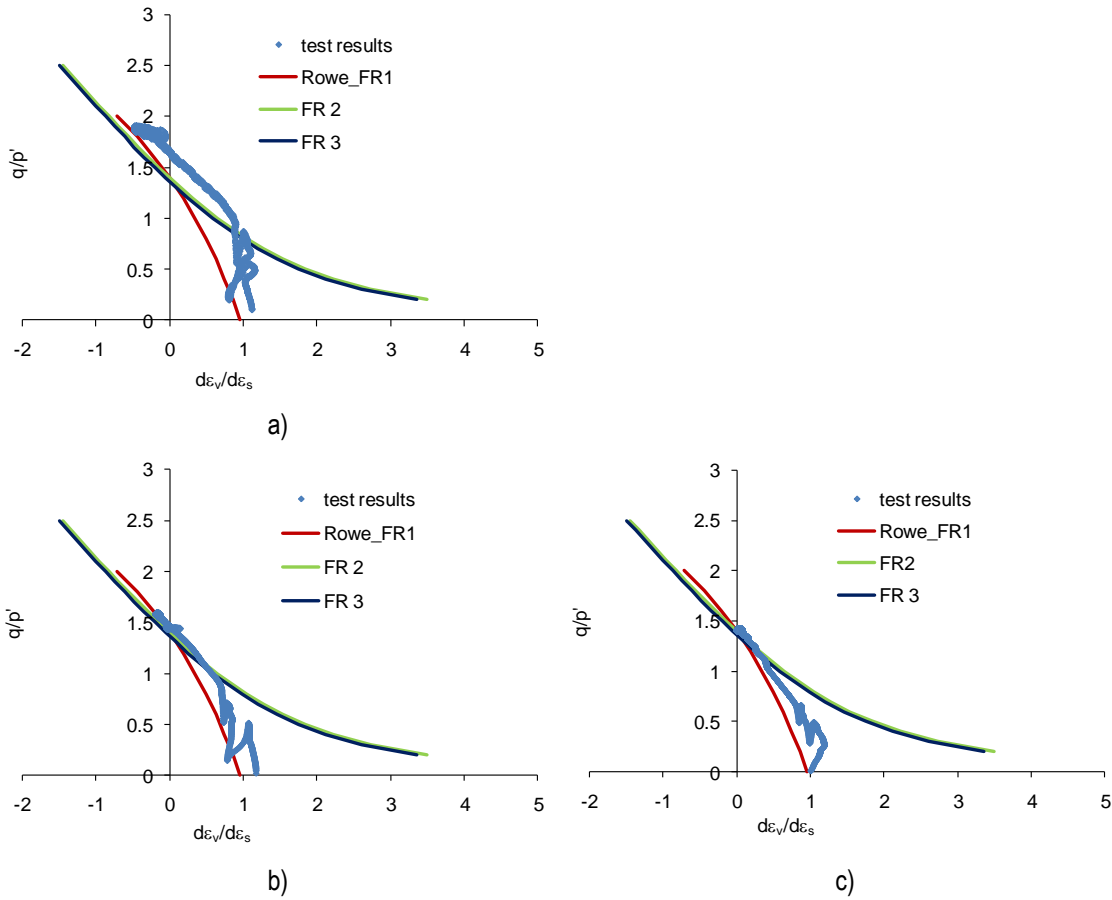 3
2.5
2
1.5
1
0.5
0
q/p'
-2 -1 0 1 2 3 4 5
dεv/dεs
test results
Rowe_FR1
FR 2
FR 3
a)
3
2.5
2
1.5
1
0.5
0
q/p'
-2 -1 0 1 2 3 4 5
dεv/dεs
test results
Rowe_FR1
FR 2
FR 3
b)
3
2.5
2
1.5
1
0.5
0
q/p'
-2 -1 0 1 2 3 4 5
dεv/dεs
test results
Rowe_FR1
FR2
FR 3
c)